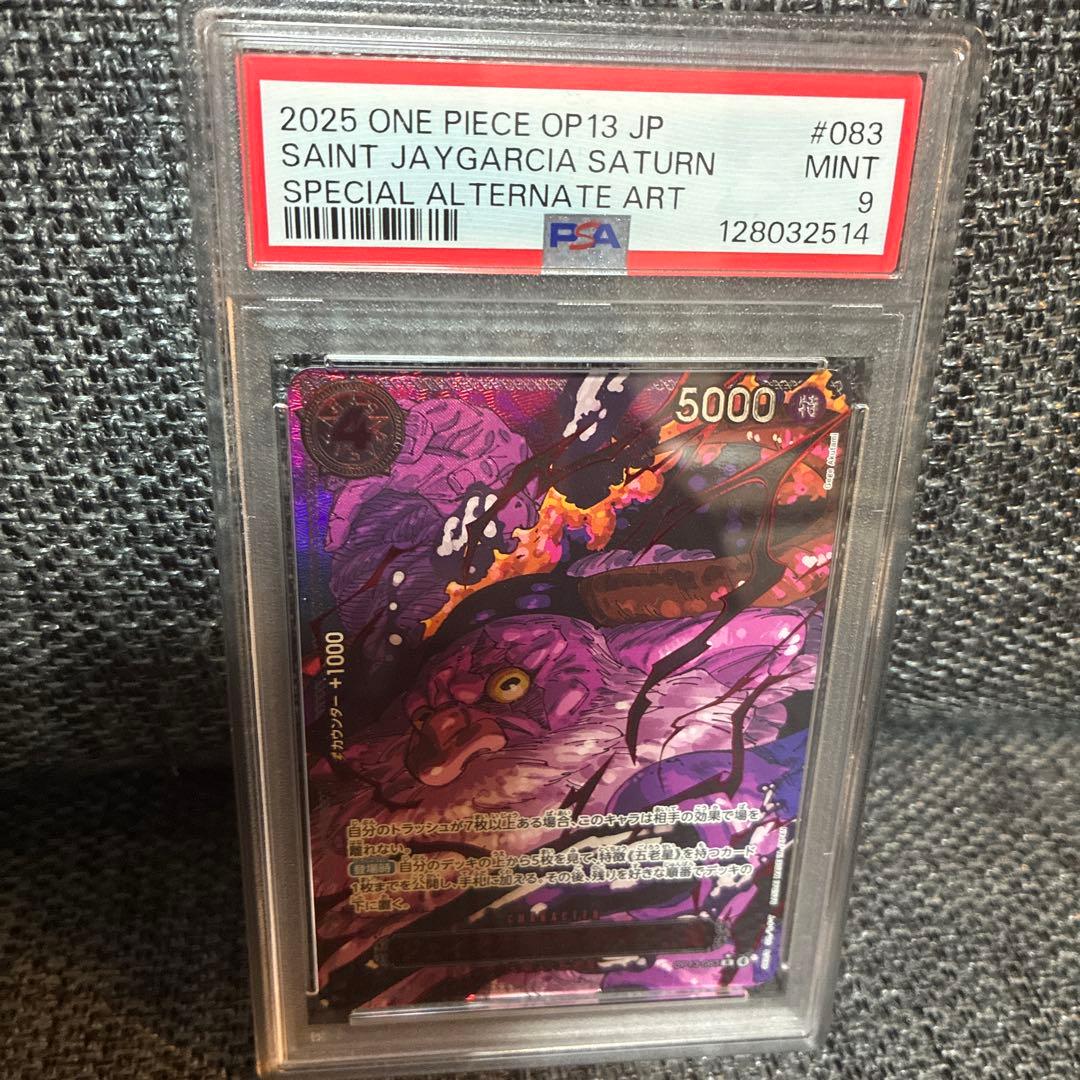 2025 ONE PIECE OP13 JP #083
SAINT JAYGARCIA SATURN MINT
SPECIAL ALTERNATE ART 9
PSA 128032514
4
5000 特
Gege Akutami
カウンター +1000
自分のトラッシュが7枚以上ある場合、このキャラは相手の効果で場を
離れない。
登場時 自分のデッキの上から5枚を見て、特徴《五老星》を持つカード
1枚までを公開し、手札に加える。その後、残りを好きな順番でデッキの
下に置く。
CHARACTER
OP13-083